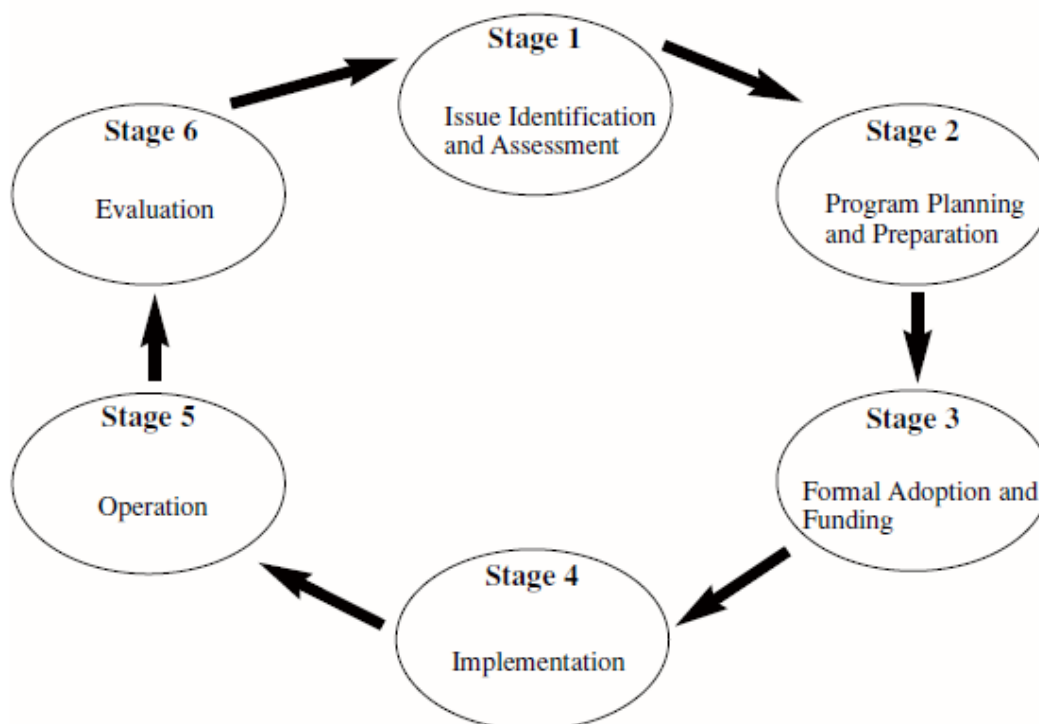 Stage 1
Issue Identification
and Assessment
Stage 2
Program Planning
and Preparation
Stage 3
Formal Adoption and
Funding
Stage 4
Implementation
Stage 5
Operation
Stage 6
Evaluation